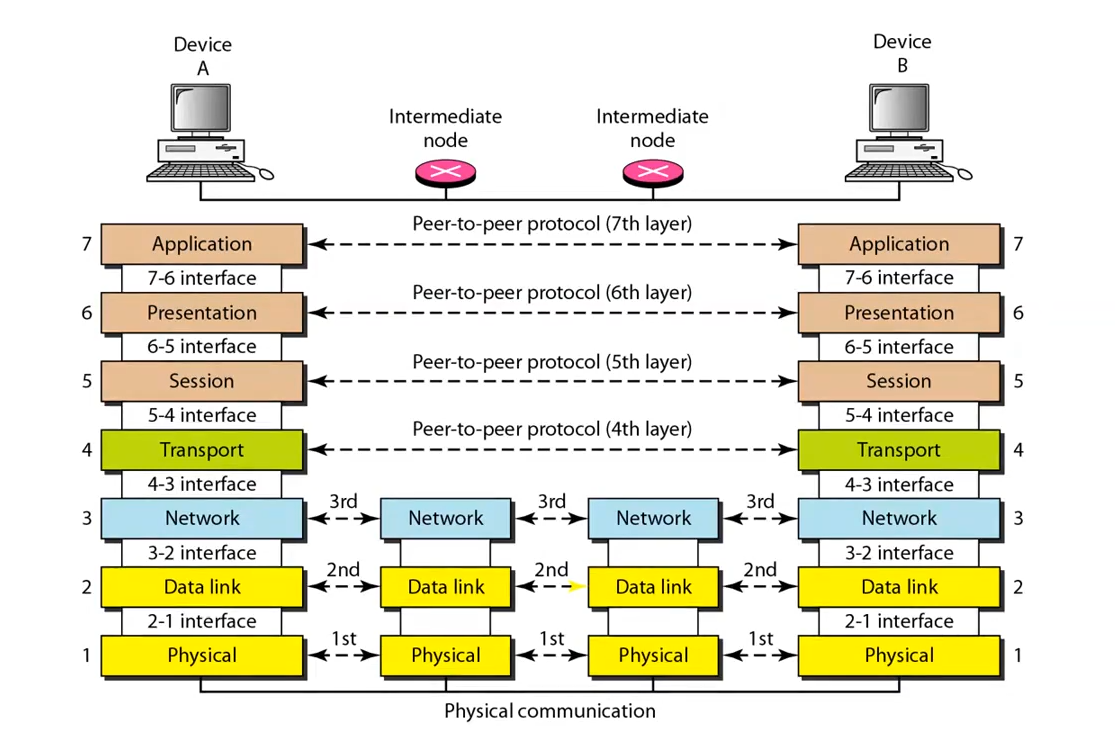 Device
A
Device
B
Intermediate
node
Intermediate
node
Peer-to-peer protocol (7th layer)
7 Application Application 7
7-6 interface 7-6 interface
Peer-to-peer protocol (6th layer)
6 Presentation Presentation 6
6-5 interface 6-5 interface
Peer-to-peer protocol (5th layer)
5 Session Session 5
5-4 interface 5-4 interface
Peer-to-peer protocol (4th layer)
4 Transport Transport 4
4-3 interface 4-3 interface
3rd 3rd 3rd
3 Network Network Network Network 3
3-2 interface 3-2 interface
2nd 2nd 2nd
2 Data link Data link Data link Data link 2
2-1 interface 2-1 interface
1st 1st 1st
1 Physical Physical Physical Physical 1
Physical communication